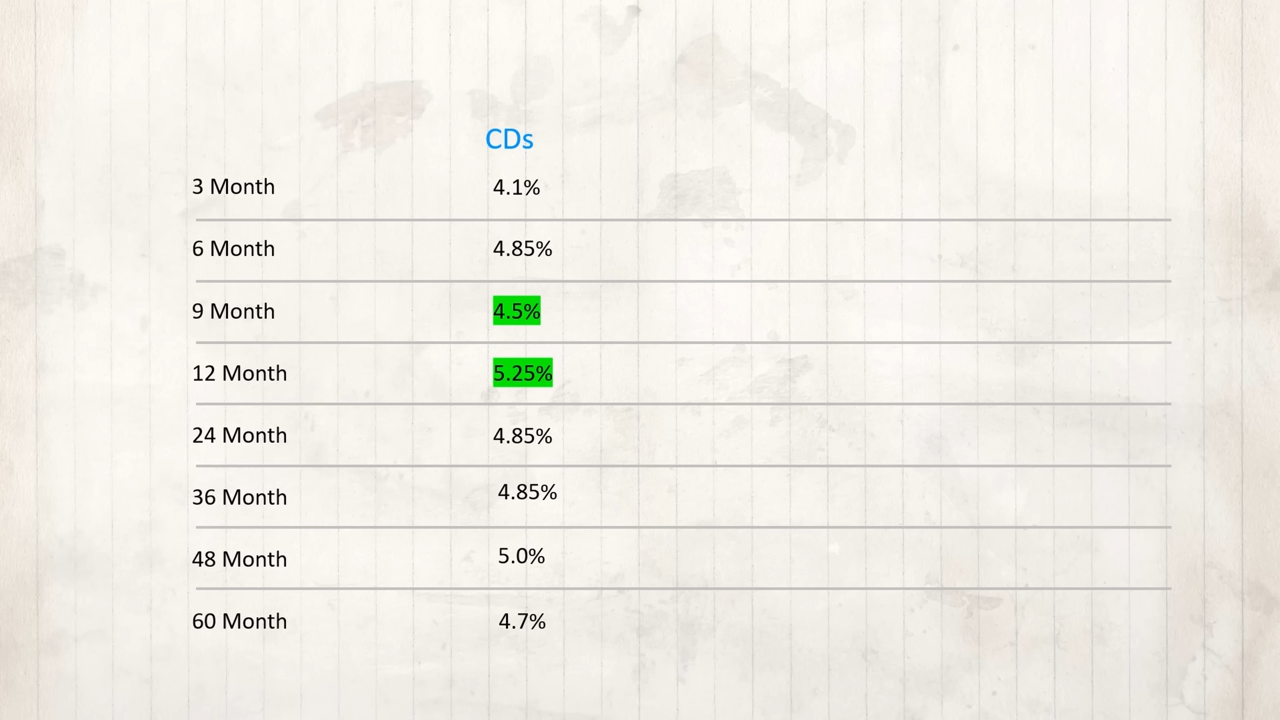 CDs
3 Month 4.1%
6 Month 4.85%
9 Month 4.5%
12 Month 5.25%
24 Month 4.85%
36 Month 4.85%
48 Month 5.0%
60 Month 4.7%